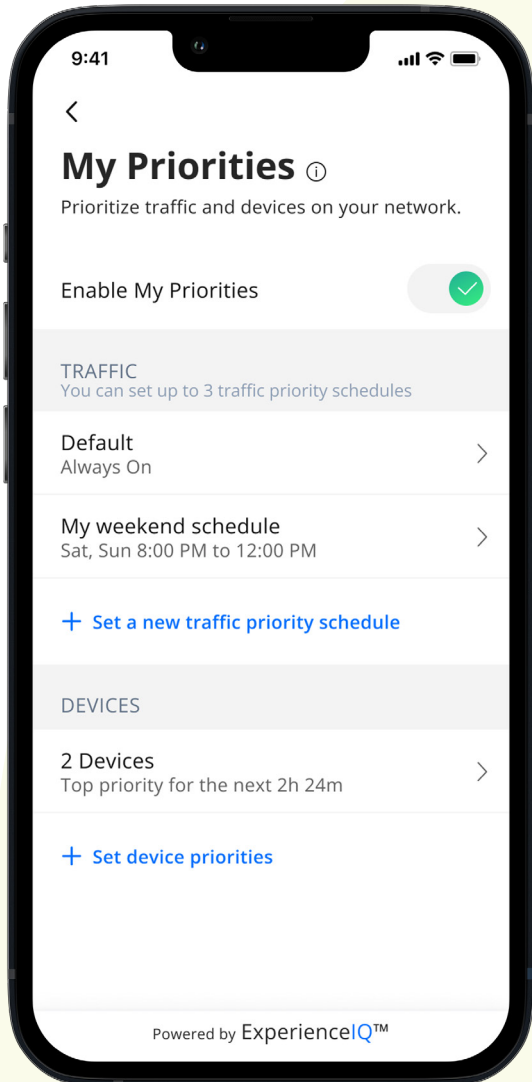 9:41
My Priorities
Prioritize traffic and devices on your network.
Enable My Priorities
TRAFFIC
You can set up to 3 traffic priority schedules
Default
Always On
My weekend schedule
Sat, Sun 8:00 PM to 12:00 PM
+ Set a new traffic priority schedule
DEVICES
2 Devices
Top priority for the next 2h 24m
+ Set device priorities
Powered by ExperienceIQ™